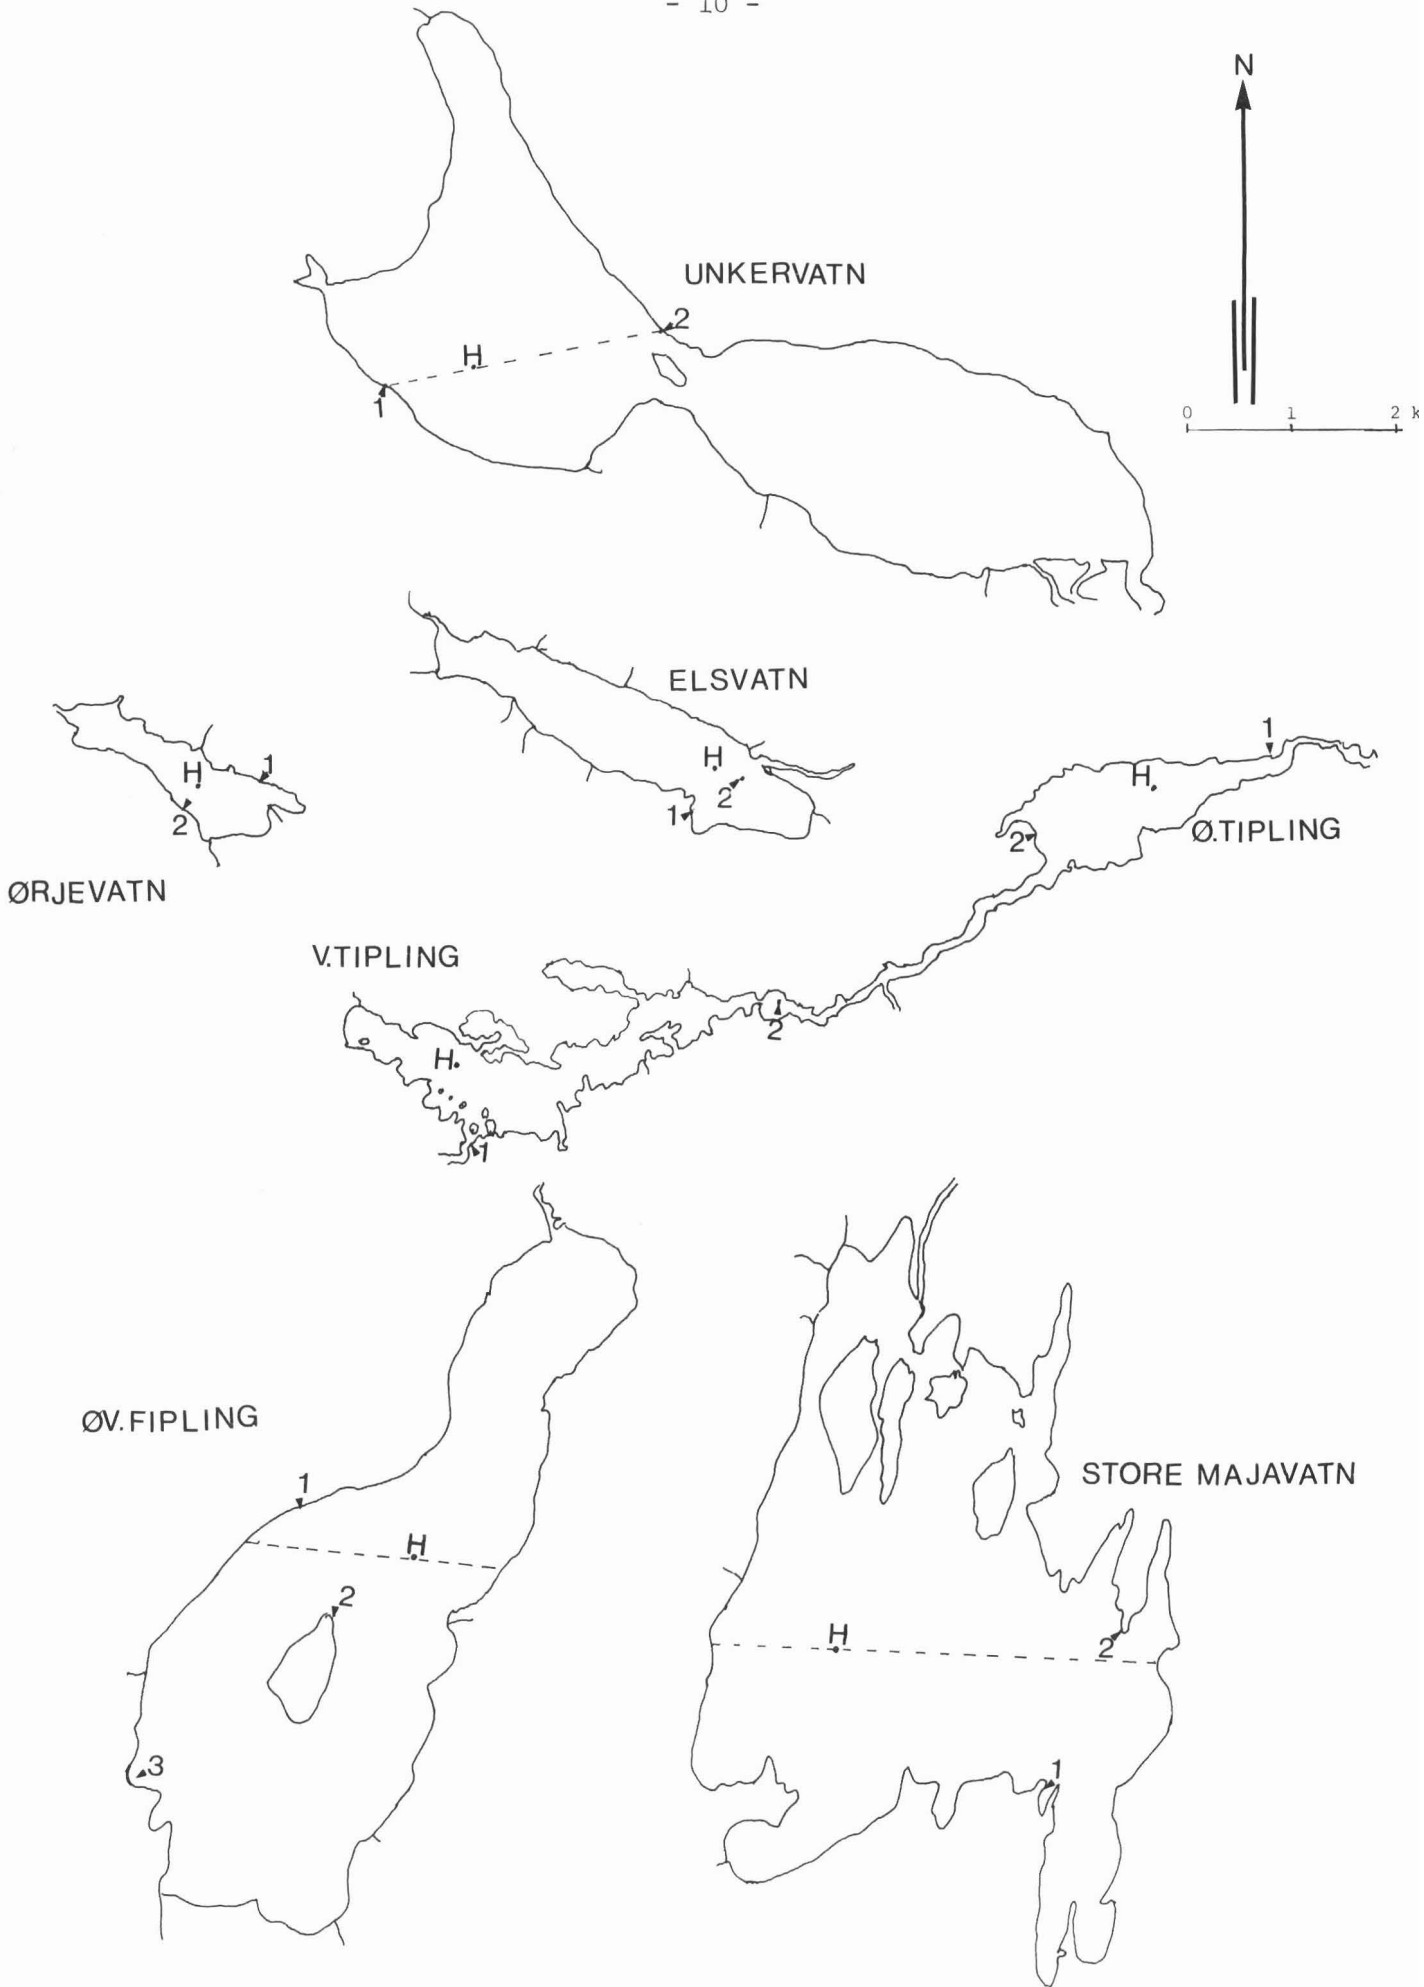 - 10 -
N
UNKERVATN
2
H
1
0 1 2 k
ELSVATN
H
2
1
H
1
2
ØRJEVATN
1
H
2
Ø.TIPLING
V.TIPLING
H
2
1
ØV.FIPLING
1
H
2
3
STORE MAJAVATN
H
2
1